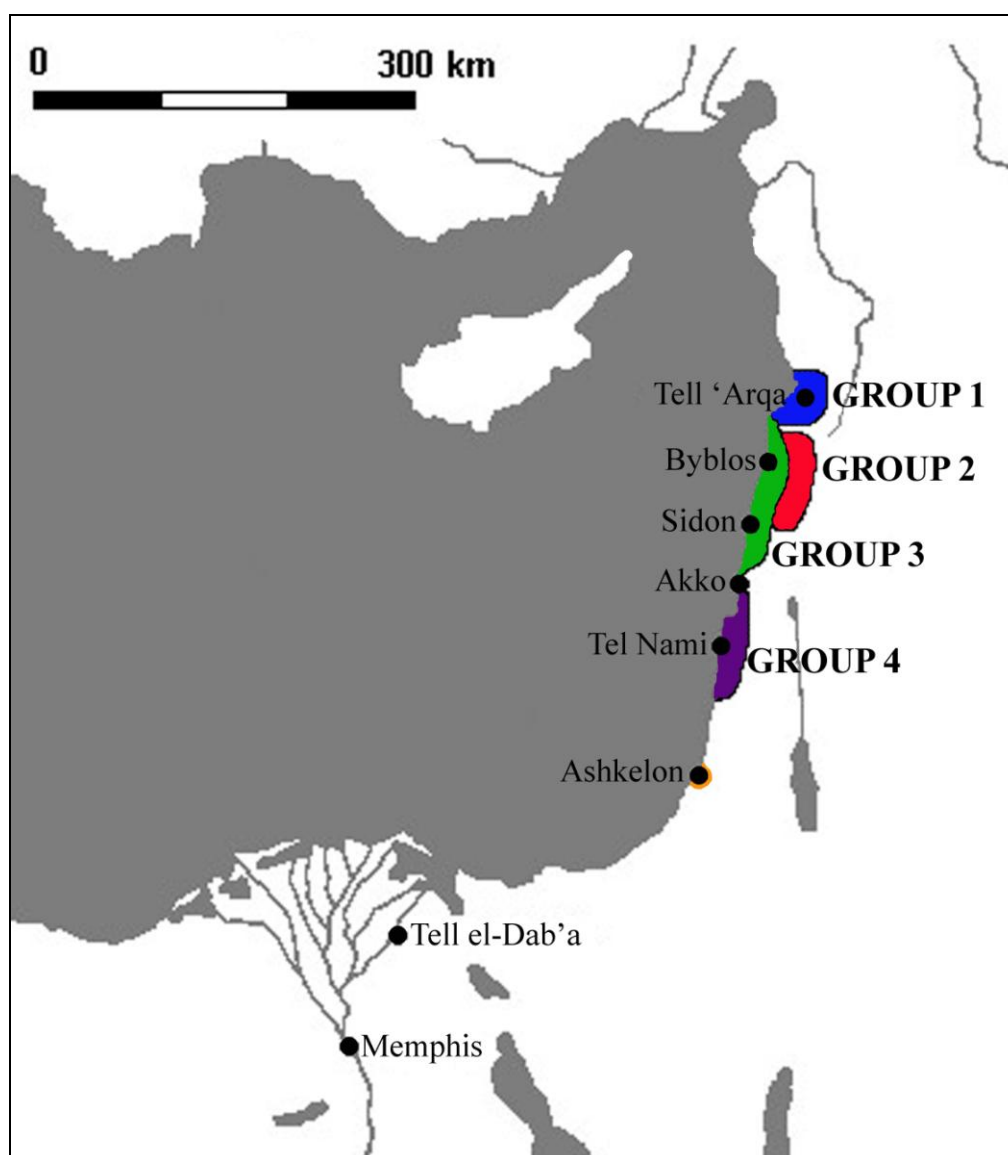 0 300 km
Tell ‘Arqa GROUP 1
Byblos GROUP 2
Sidon
GROUP 3
Akko
Tel Nami GROUP 4
Ashkelon
Tell el-Dab’a
Memphis